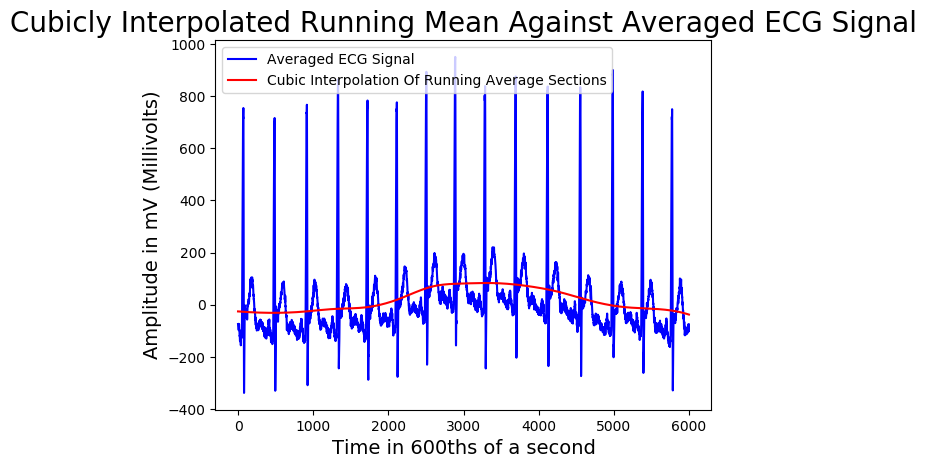 Cubicly Interpolated Running Mean Against Averaged ECG Signal
Averaged ECG Signal
Cubic Interpolation Of Running Average Sections
Amplitude in mV (Millivolts)
1000
800
600
400
200
0
−200
−400
0 1000 2000 3000 4000 5000 6000
Time in 600ths of a second